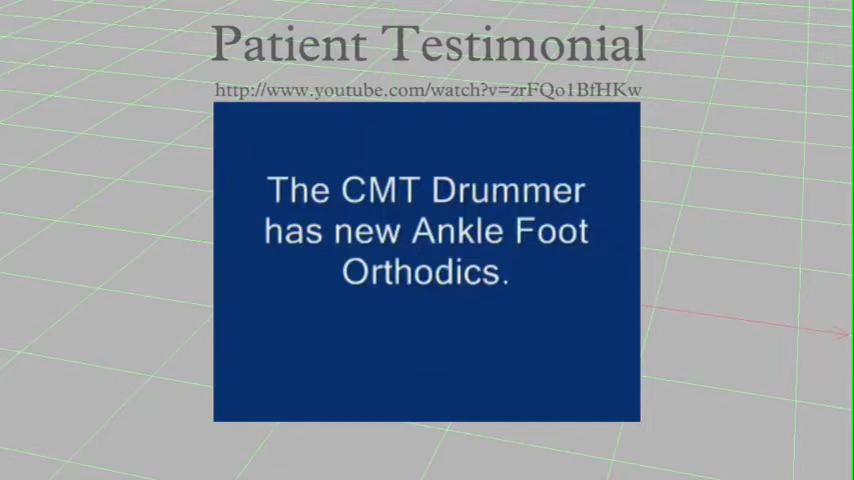 Patient Testimonial
http://www.youtube.com/watch?v=zrFQo1BfHKw
The CMT Drummer
has new Ankle Foot
Orthodics.